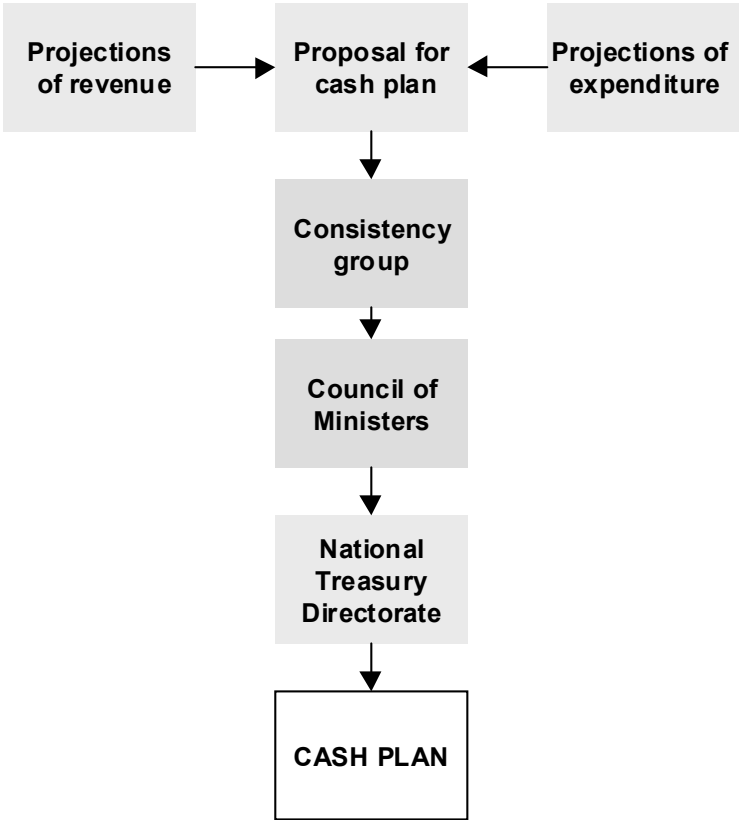 Projections
of revenue
Proposal for
cash plan
Projections of
expenditure
Consistency
group
Council of
Ministers
National
Treasury
Directorate
CASH PLAN